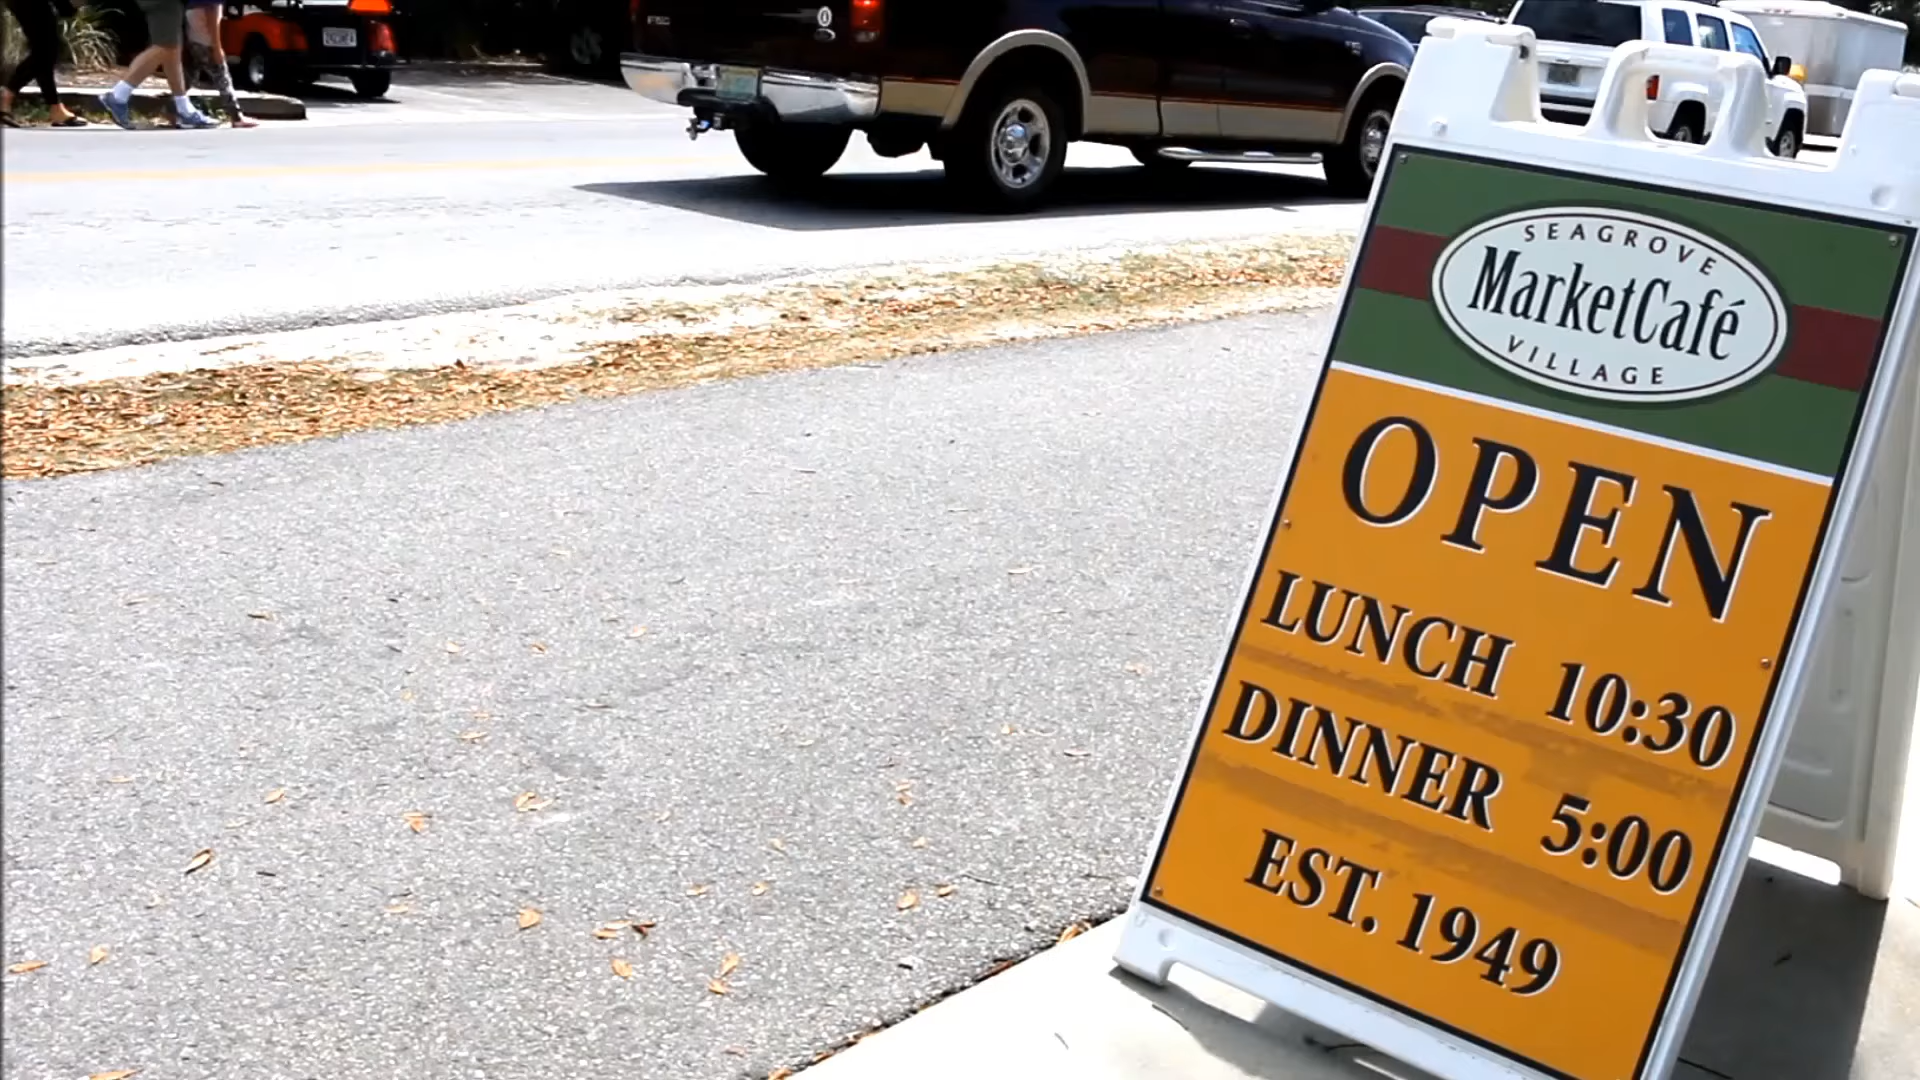 SEAGROVE
MarketCafé
VILLAGE
OPEN
LUNCH 10:30
DINNER 5:00
EST. 1949